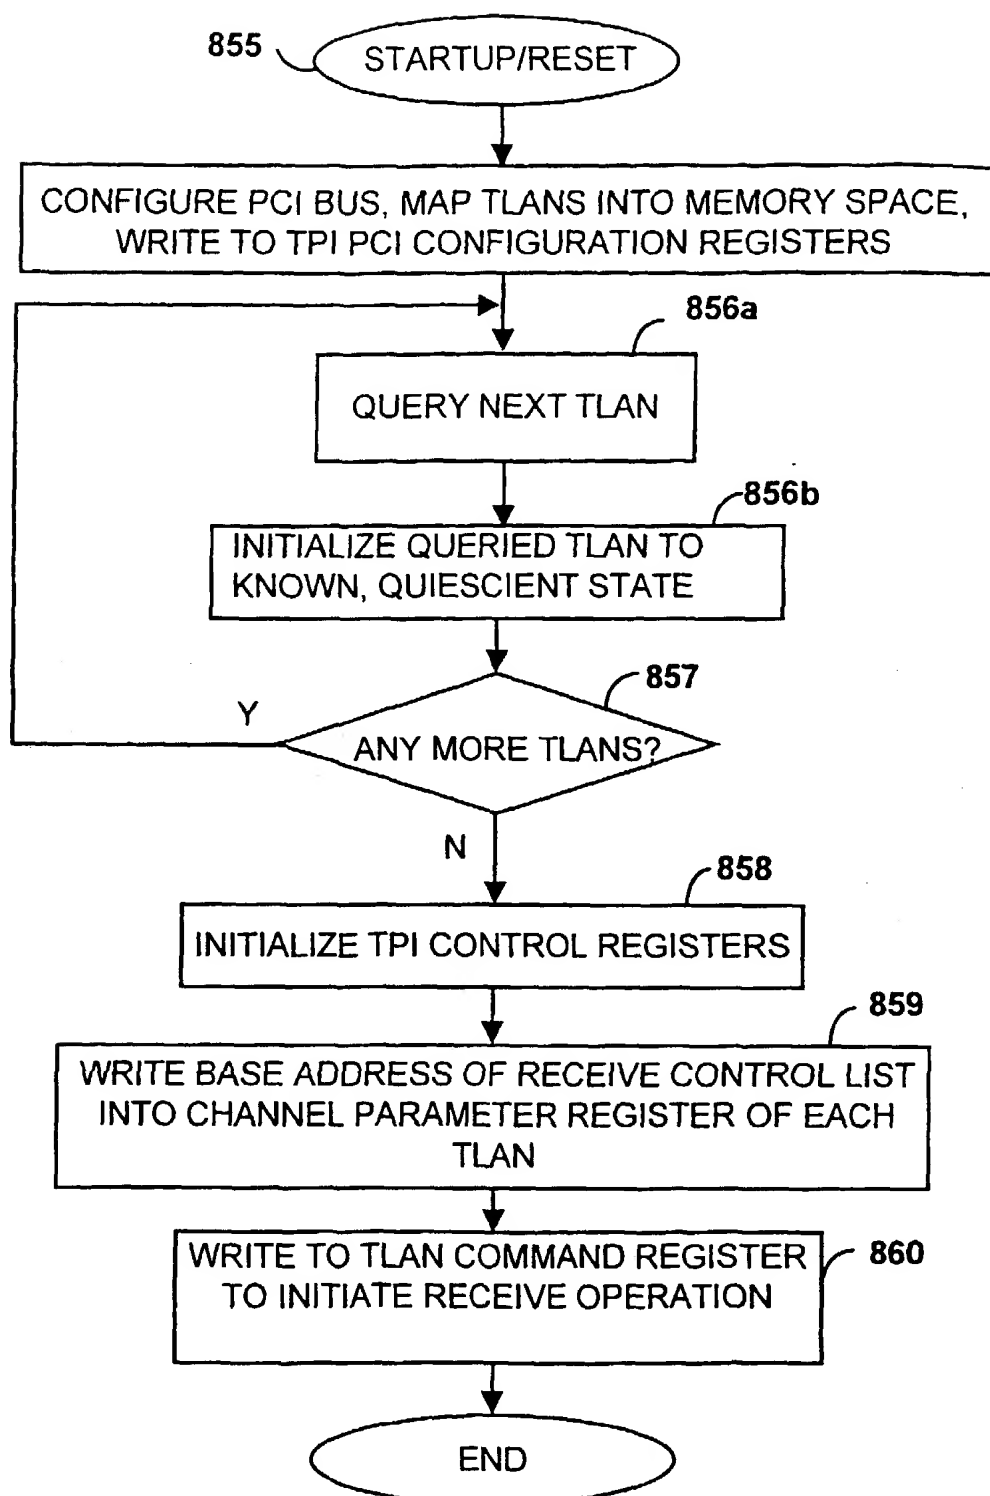 855
STARTUP/RESET
CONFIGURE PCI BUS, MAP TLANS INTO MEMORY SPACE,
WRITE TO TPI PCI CONFIGURATION REGISTERS
856a
QUERY NEXT TLAN
856b
INITIALIZE QUERIED TLAN TO
KNOWN, QUIESCIENT STATE
857
Y
ANY MORE TLANS?
N
858
INITIALIZE TPI CONTROL REGISTERS
859
WRITE BASE ADDRESS OF RECEIVE CONTROL LIST
INTO CHANNEL PARAMETER REGISTER OF EACH
TLAN
WRITE TO TLAN COMMAND REGISTER
860
TO INITIATE RECEIVE OPERATION
END